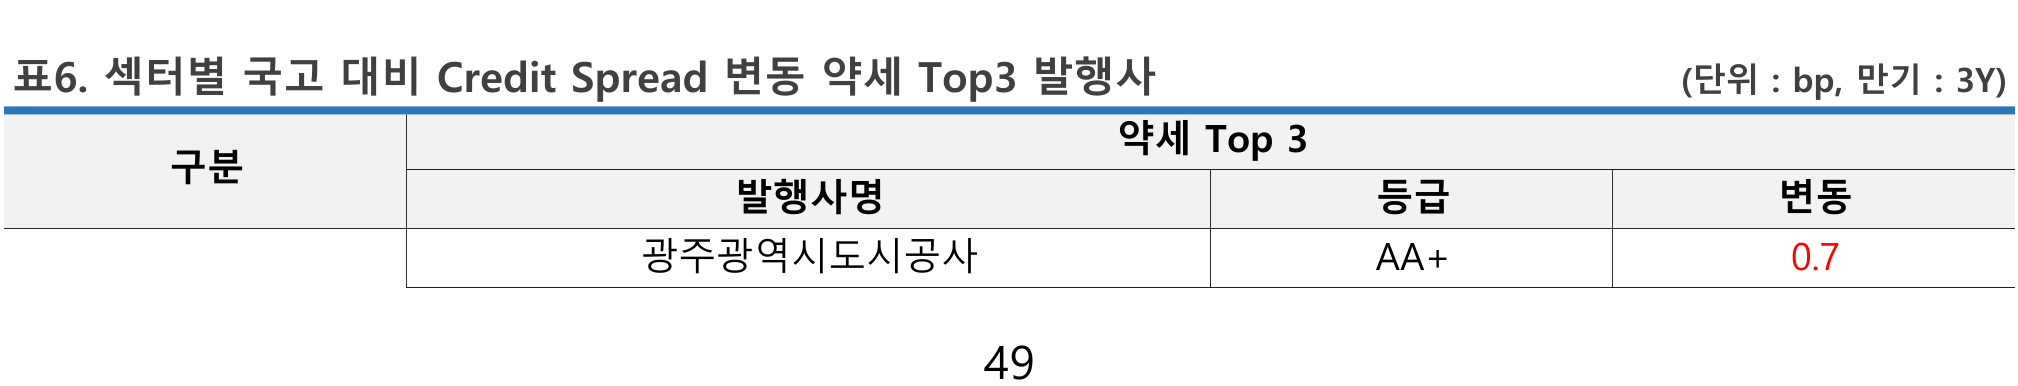 표6. 섹터별 국고 대비 Credit Spread 변동 약세 Top3 발행사 (단위 : bp, 만기 : 3Y)
구분 약세 Top 3
발행사명 등급 변동
광주광역시도시공사 AA+ 0.7
49